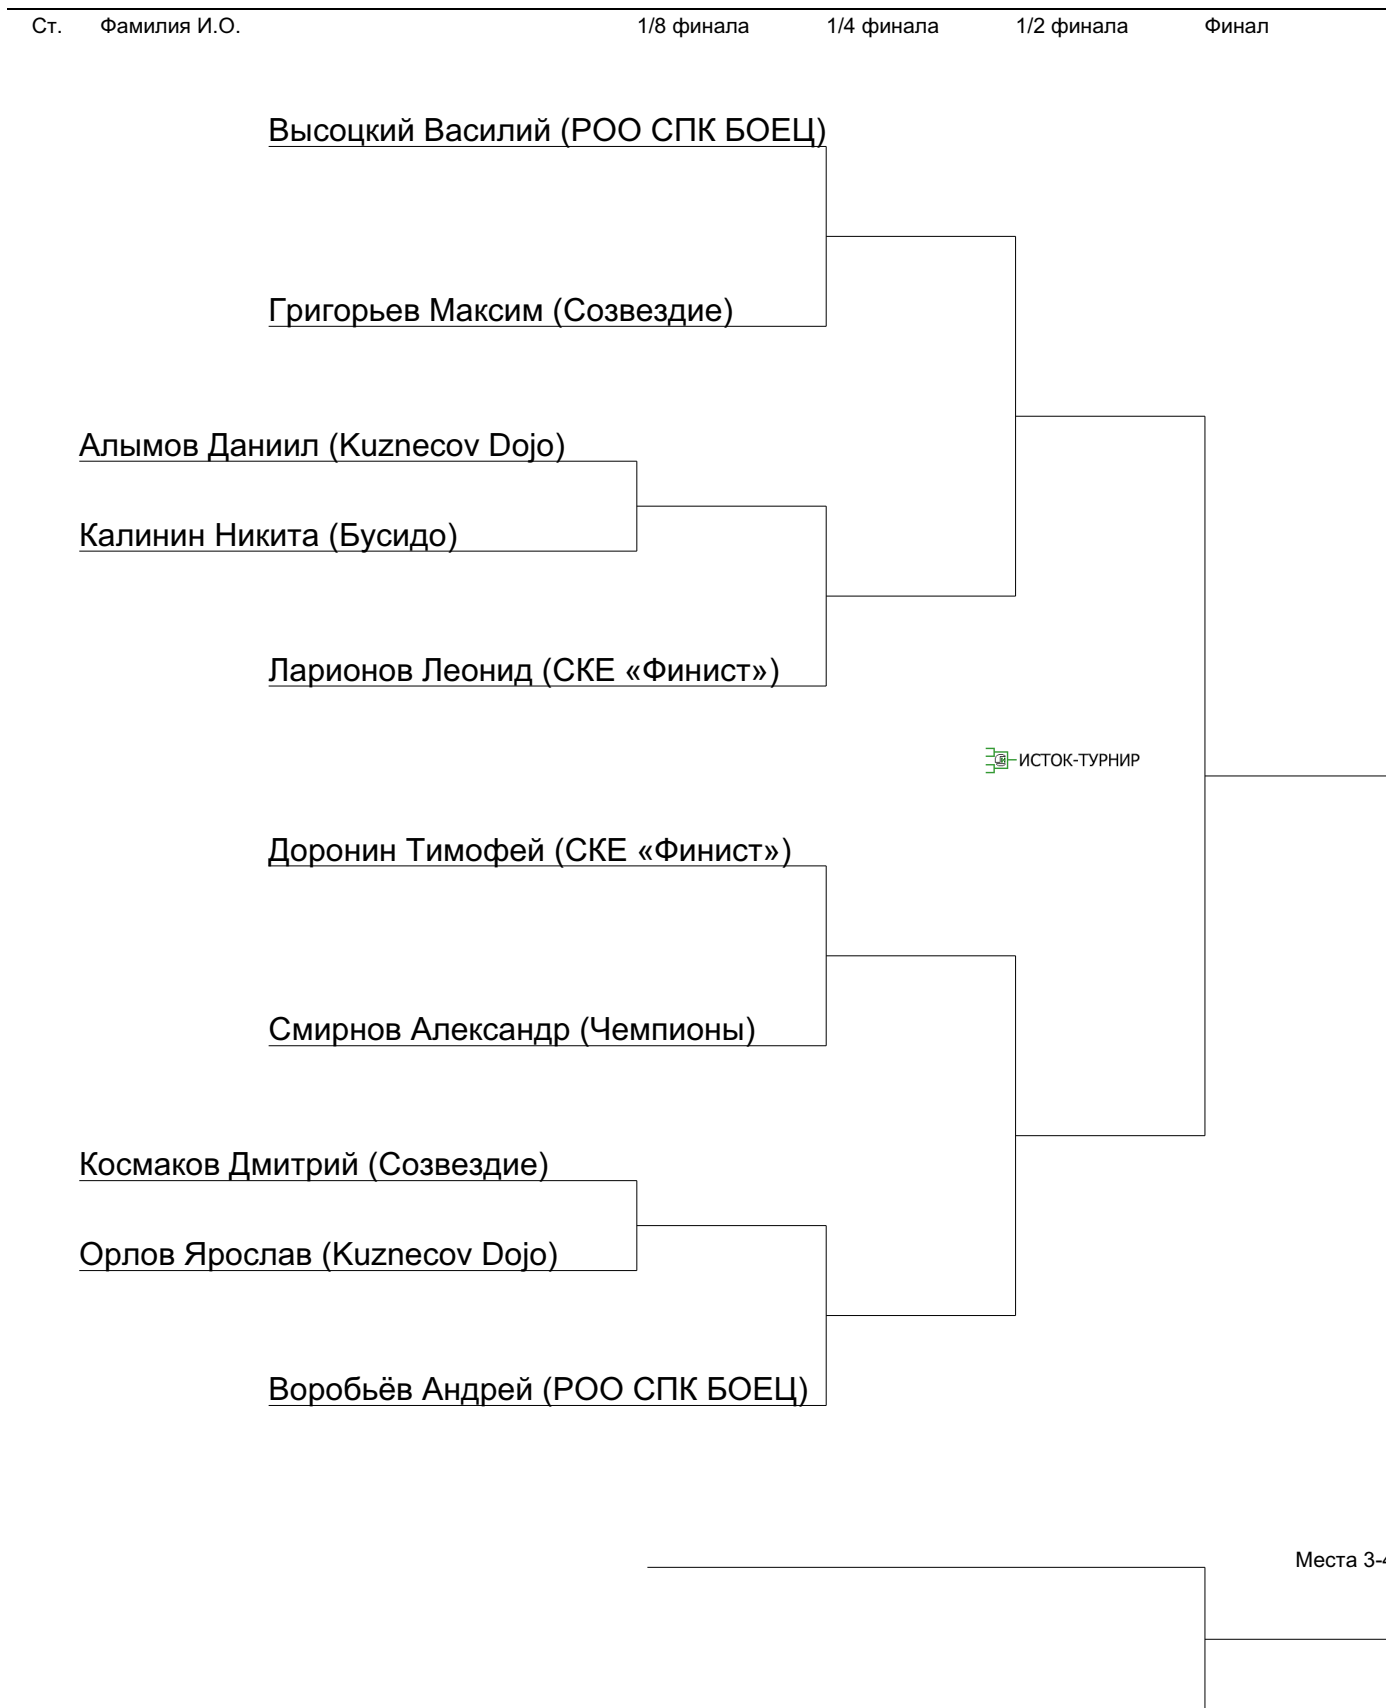 Ст. Фамилия И.О. 1/8 финала 1/4 финала 1/2 финала Финал
Высоцкий Василий (РОО СПК БОЕЦ)
Григорьев Максим (Созвездие)
Алымов Даниил (Kuznecov Dojo)
Калинин Никита (Бусидо)
Ларионов Леонид (СКЕ «Финист»)
ИСТОК-ТУРНИР
Доронин Тимофей (СКЕ «Финист»)
Смирнов Александр (Чемпионы)
Космаков Дмитрий (Созвездие)
Орлов Ярослав (Kuznecov Dojo)
Воробьёв Андрей (РОО СПК БОЕЦ)
Места 3-4